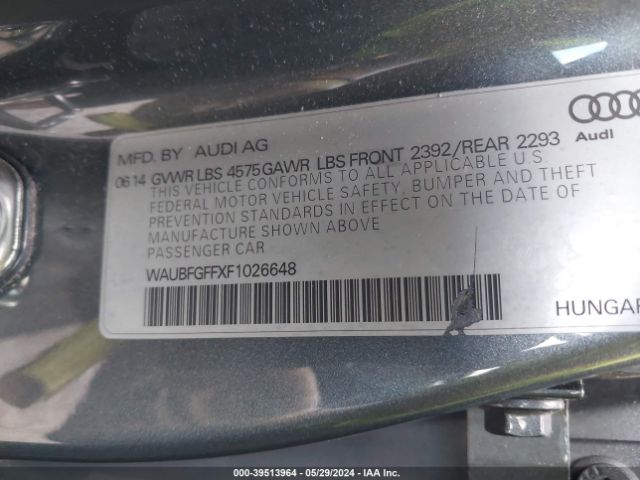 MFD. BY AUDI AG
06 14 GVWR LBS 4575 GAWR LBS FRONT 2392/REAR 2293
THIS VEHICLE CONFORMS TO ALL APPLICABLE U.S.
FEDERAL MOTOR VEHICLE SAFETY, BUMPER AND THEFT
PREVENTION STANDARDS IN EFFECT ON THE DATE OF
MANUFACTURE SHOWN ABOVE
PASSENGER CAR
WAUBFGFFXF1026648
Audi
HUNGAR
000-39513964 - 05/29/2024 - IAA Inc.